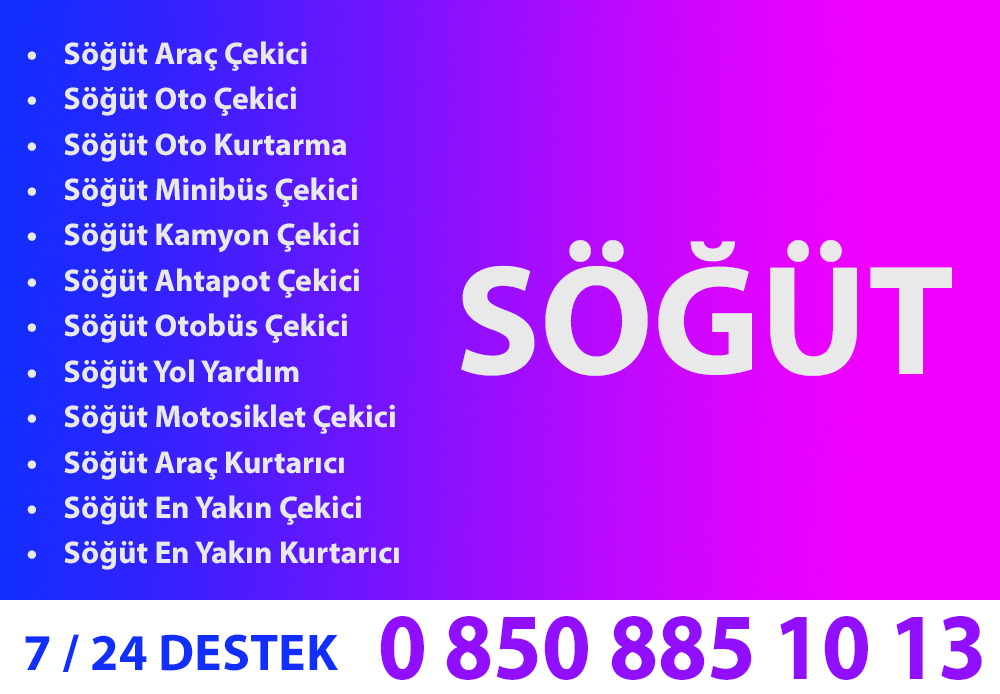 • Söğüt Araç Çekici
• Söğüt Oto Çekici
• Söğüt Oto Kurtarma
• Söğüt Minibüs Çekici
• Söğüt Kamyon Çekici
• Söğüt Ahtapot Çekici
• Söğüt Otobüs Çekici
• Söğüt Yol Yardım
• Söğüt Motosiklet Çekici
• Söğüt Araç Kurtarıcı
• Söğüt En Yakın Çekici
• Söğüt En Yakın Kurtarıcı
SÖĞÜT
7 / 24 DESTEK 0 850 885 10 13